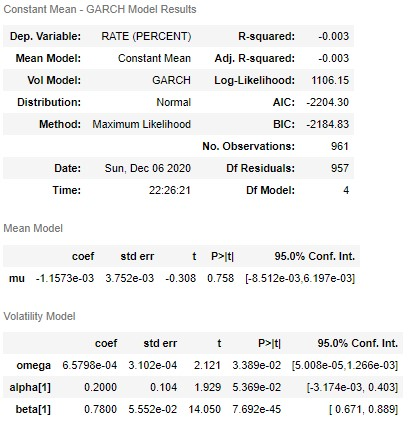 Constant Mean - GARCH Model Results
Dep. Variable: RATE (PERCENT) R-squared: -0.003
Mean Model: Constant Mean Adj. R-squared: -0.003
Vol Model: GARCH Log-Likelihood: 1106.15
Distribution: Normal AIC: -2204.30
Method: Maximum Likelihood BIC: -2184.83
No. Observations: 961
Date: Sun, Dec 06 2020 Df Residuals: 957
Time: 22:26:21 Df Model: 4
Mean Model
coef std err t P>|t| 95.0% Conf. Int.
mu -1.1573e-03 3.752e-03 -0.308 0.758 [-8.512e-03,6.197e-03]
Volatility Model
coef std err t P>|t| 95.0% Conf. Int.
omega 6.5798e-04 3.102e-04 2.121 3.389e-02 [5.008e-05,1.266e-03]
alpha[1] 0.2000 0.104 1.929 5.369e-02 [-3.174e-03, 0.403]
beta[1] 0.7800 5.552e-02 14.050 7.692e-45 [ 0.671, 0.889]